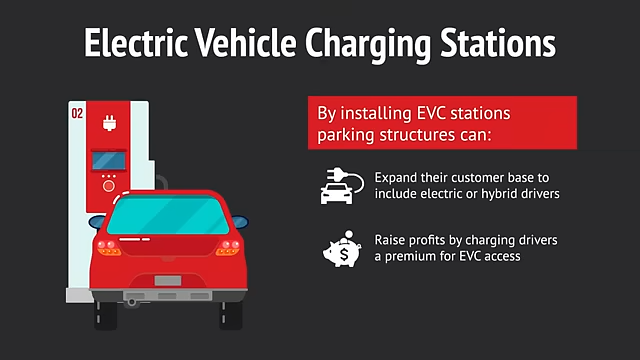 Electric Vehicle Charging Stations
02
By installing EVC stations
parking structures can:
Expand their customer base to
include electric or hybrid drivers
$
Raise profits by charging drivers
a premium for EVC access